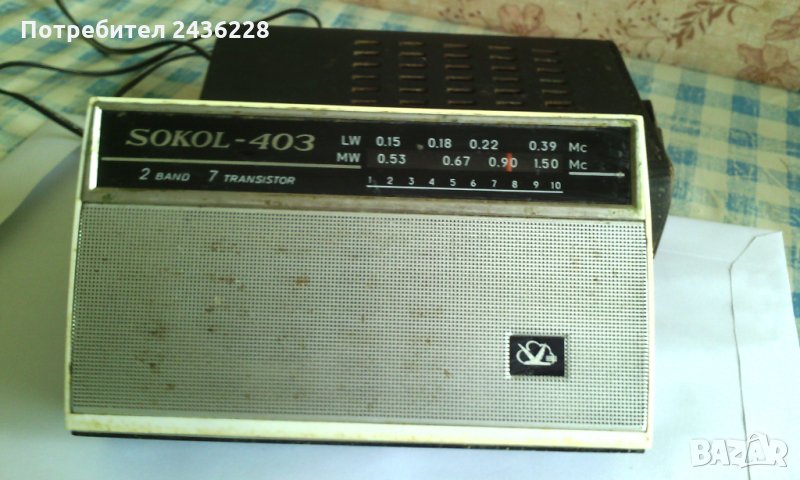 Потребител 2436228
SOKOL-403
LW 0.15 0.18 0.22 0.39 Mc
MW 0.53 0.67 0.90 1.50 Mc
2 BAND 7 TRANSISTOR
1 2 3 4 5 6 7 8 9 10
BAZAR